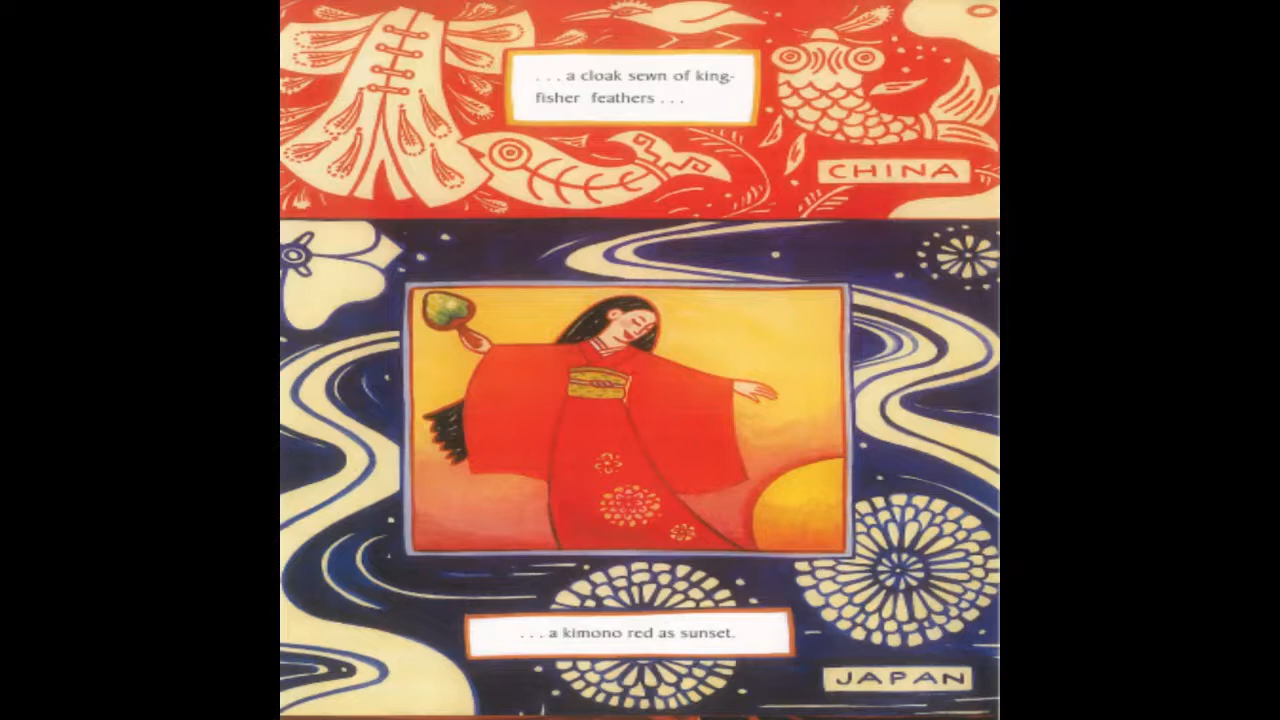 . . . a cloak sewn of king-
fisher feathers . . .
CHINA
. . . a kimono red as sunset.
JAPAN